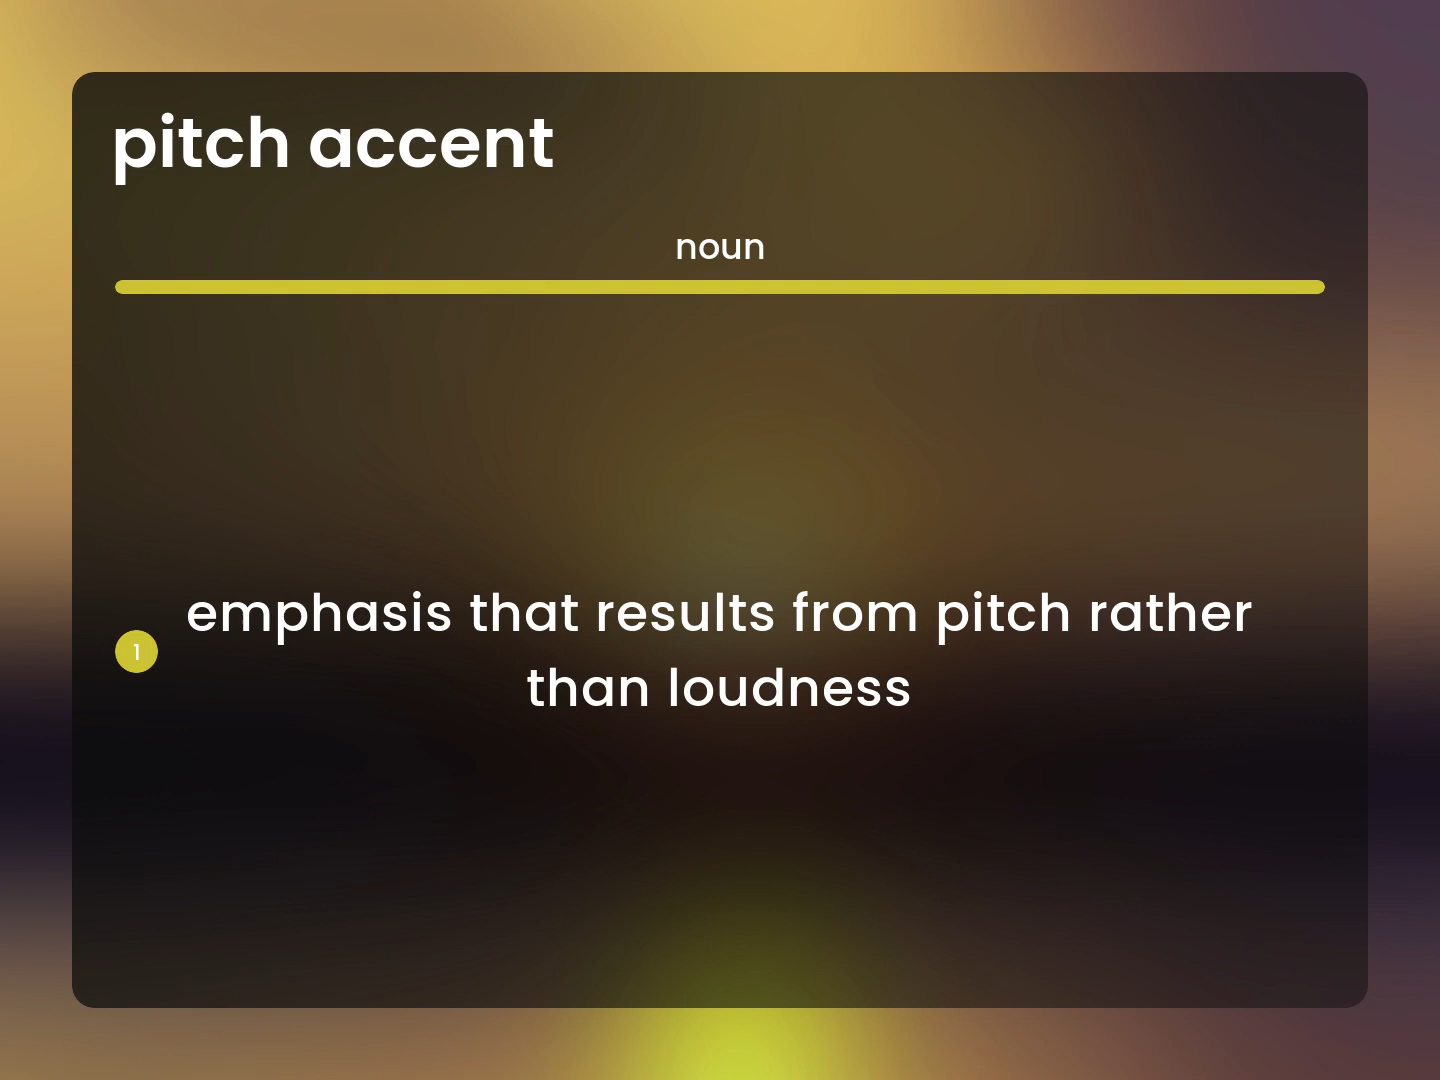 pitch accent
noun
1
emphasis that results from pitch rather
than loudness